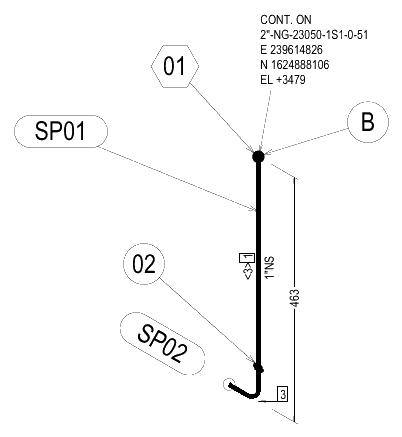 CONT. ON
2"-NG-23050-1S1-0-51
E 239614826
N 1624888106
EL +3479
01
B
SP01
<3> 1
1"NS
02
463
SP02
3